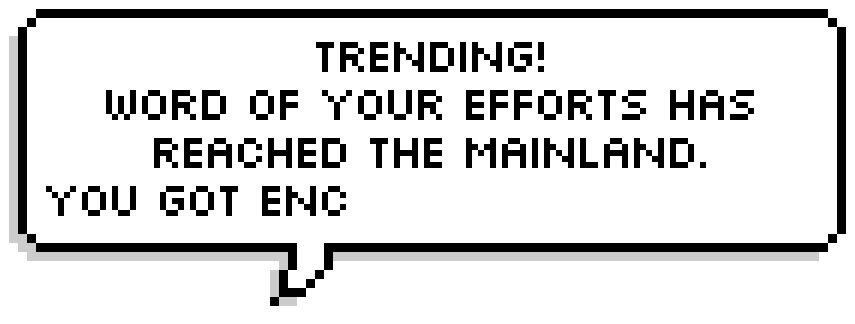 TRENDING!
WORD OF YOUR EFFORTS HAS
REACHED THE MAINLAND.
YOU GOT ENC